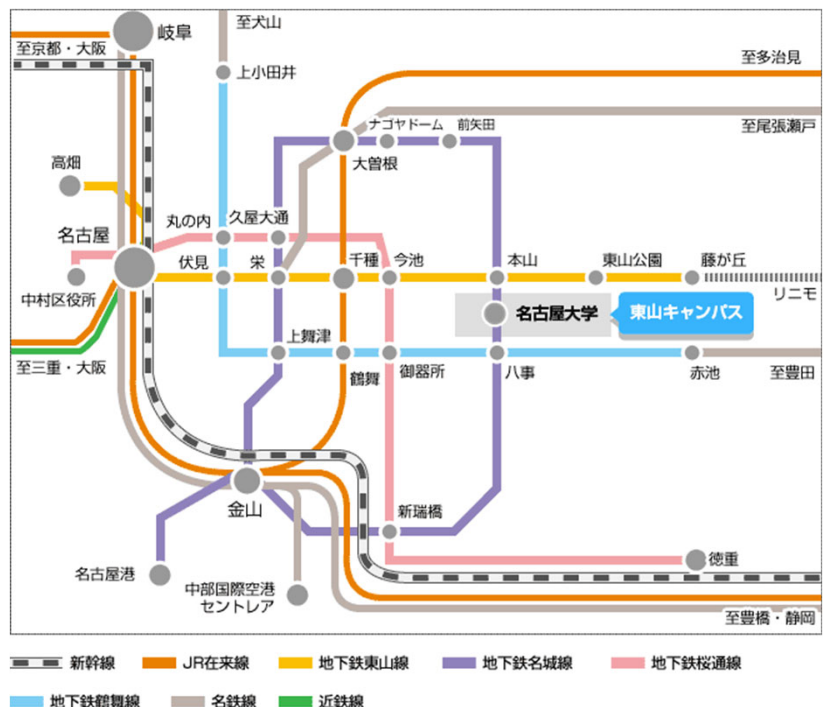 至犬山
岐阜
至京都・大阪
至多治見
上小田井
ナゴヤドーム
前矢田
至尾張瀬戸
高畑
大曽根
丸の内
久屋大通
名古屋
伏見
栄
千種
今池
本山
東山公園
藤が丘
リニモ
中村区役所
名古屋大学
東山キャンパス
上舞津
至三重・大阪
鶴舞
御器所
八事
赤池
至豊田
金山
新瑞橋
名古屋港
中部国際空港
セントレア
徳重
至豊橋・静岡
新幹線
JR在来線
地下鉄東山線
地下鉄名城線
地下鉄桜通線
地下鉄鶴舞線
名鉄線
近鉄線